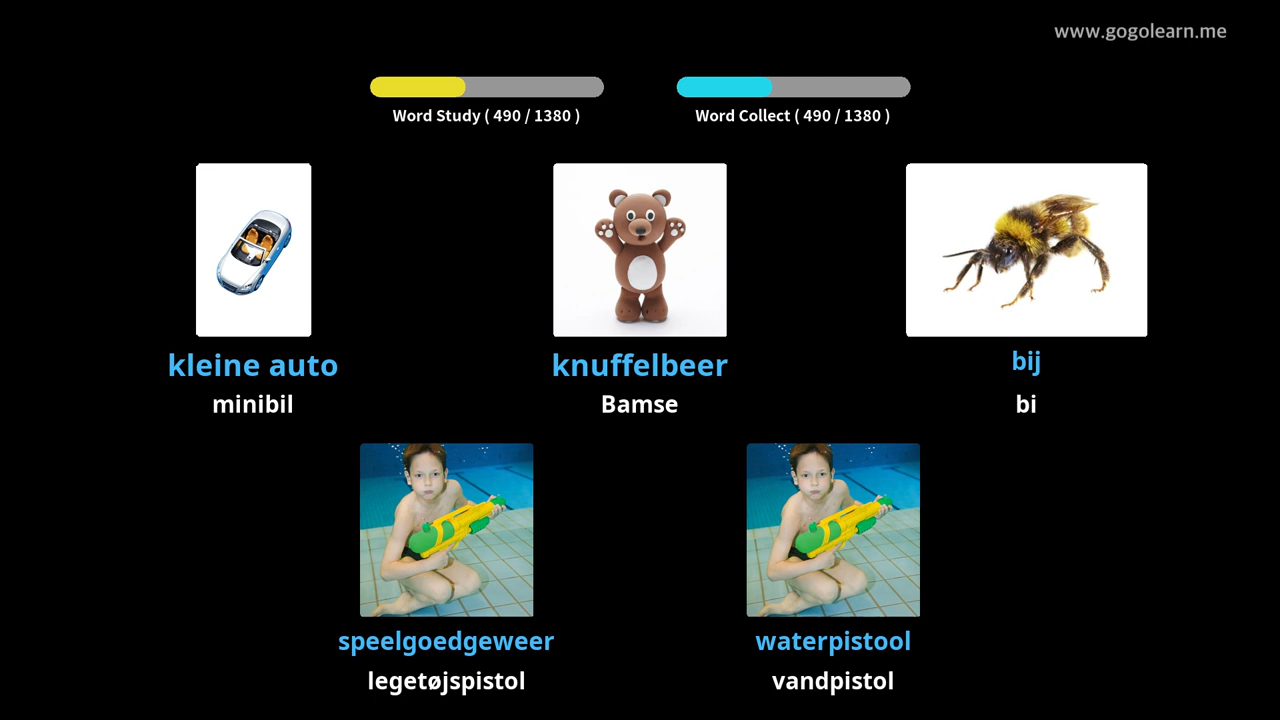 www.gogolearn.me
Word Study ( 490 / 1380 )
Word Collect ( 490 / 1380 )
kleine auto
minibil
knuffelbeer
Bamse
bij
bi
speelgoedgeweer
legetøjspistol
waterpistool
vandpistol